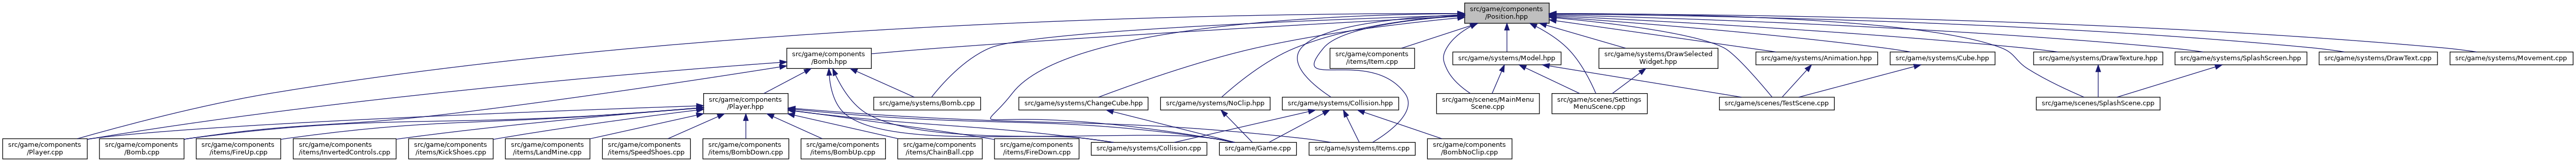 src/game/components
/Position.hpp
src/game/components
/Bomb.hpp
src/game/components
items/Item.cpp
src/game/systems/Model.hpp
src/game/systems/DrawSelected
Widget.hpp
src/game/systems/Animation.hpp
src/game/systems/Cube.hpp
src/game/systems/DrawTexture.hpp
src/game/systems/SplashScreen.hpp
src/game/systems/DrawText.cpp
src/game/systems/Movement.cpp
src/game/components
/Player.hpp
src/game/systems/Bomb.cpp
src/game/systems/ChangeCube.hpp
src/game/systems/NoClip.hpp
src/game/systems/Collision.hpp
src/game/scenes/MainMenu
Scene.cpp
src/game/scenes/Settings
MenuScene.cpp
src/game/scenes/TestScene.cpp
src/game/scenes/SplashScene.cpp
src/game/components
/Player.cpp
src/game/components
/Bomb.cpp
src/game/components
/items/FireUp.cpp
src/game/components
/items/InvertedControls.cpp
src/game/components
/items/KickShoes.cpp
src/game/components
/items/LandMine.cpp
src/game/components
/items/SpeedShoes.cpp
src/game/components
/items/BombDown.cpp
src/game/components
/items/BombUp.cpp
src/game/components
/items/ChainBall.cpp
src/game/components
/items/FireDown.cpp
src/game/systems/Collision.cpp
src/game/Game.cpp
src/game/systems/Items.cpp
src/game/components
/BombNoClip.cpp